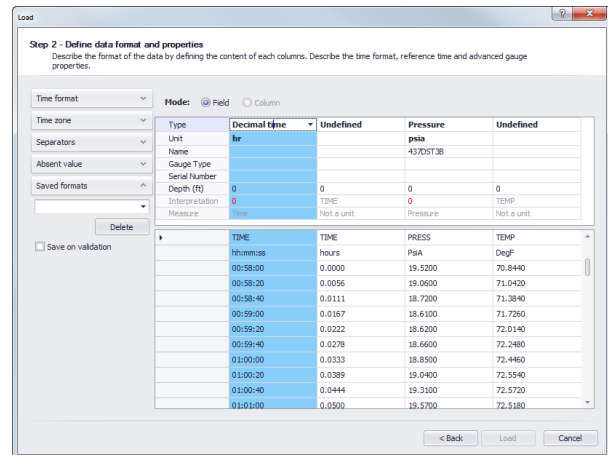 Load
Step 2 - Define data format and properties
Describe the format of the data by defining the content of each columns. Describe the time format, reference time and advanced gauge
properties.
Time format
Time zone
Separators
Absent value
Saved formats
Delete
Save on validation
Mode: Field Column
Type Decimal time Undefined Pressure Undefined
Unit hr psia
Name 437DST3B
Gauge Type
Serial Number
Depth (ft) 0 0 0 0
Interpretation 0 TIME 0 TEMP
Measure Time Not a unit Pressure Not a unit
TIME TIME PRESS TEMP
hh:mm:ss hours PsiA DegF
00:58:00 0.0000 19.5200 70.8440
00:58:20 0.0056 19.0600 71.0420
00:58:40 0.0111 18.7200 71.3840
00:59:00 0.0167 18.6100 71.7260
00:59:20 0.0222 18.6200 72.0140
00:59:40 0.0278 18.6600 72.2480
01:00:00 0.0333 18.8500 72.4460
01:00:20 0.0389 19.0400 72.5540
01:00:40 0.0444 19.3100 72.5720
01:01:00 0.0500 19.5700 72.5180
< Back Load Cancel